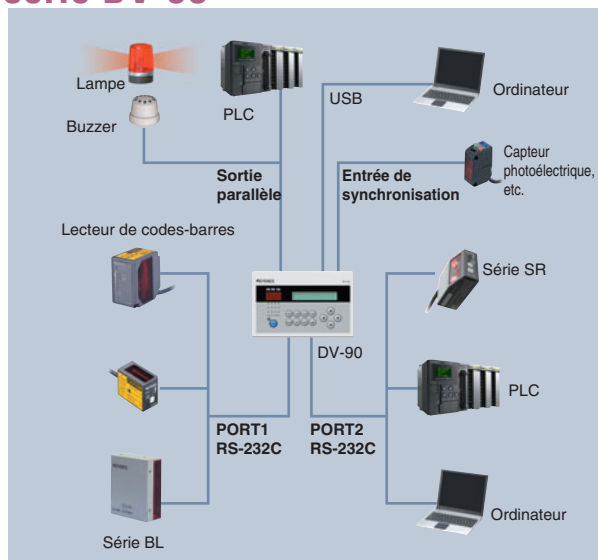 Série DV-90
Lampe
Buzzer
PLC
USB
Ordinateur
Sortie
parallèle
Entrée de
synchronisation
Capteur
photoélectrique,
etc.
Lecteur de codes-barres
Série SR
DV-90
PLC
PORT1
RS-232C
PORT2
RS-232C
Ordinateur
Série BL